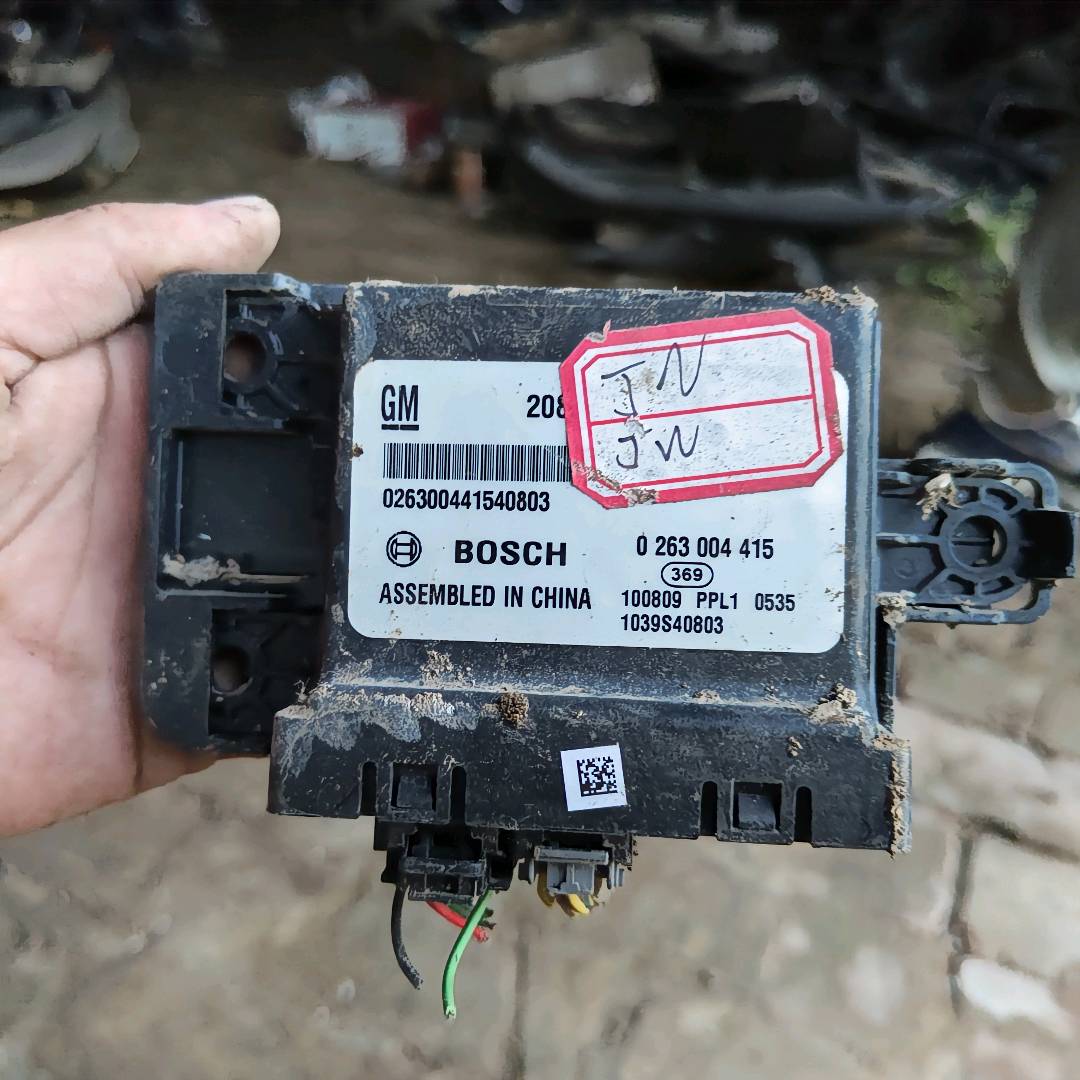 GM 208
JN
JW
026300441540803
BOSCH 0 263 004 415
369
ASSEMBLED IN CHINA 100809 PPL1 0535
1039S40803